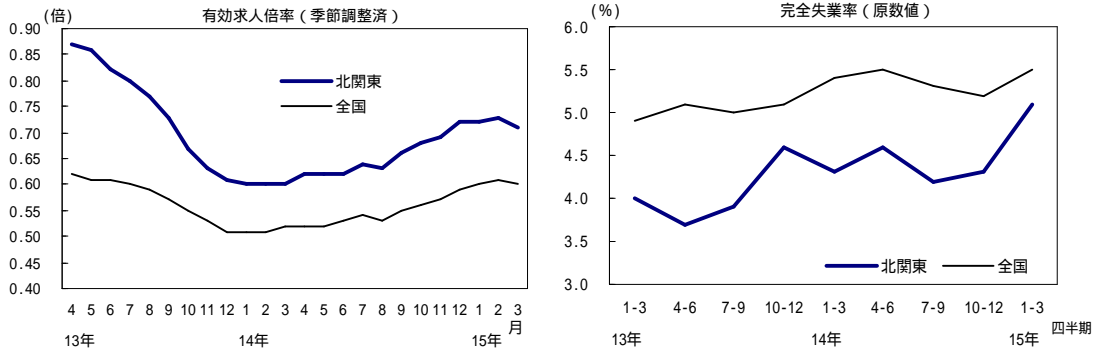 (倍)
有効求人倍率（季節調整済）
0.90
0.85
0.80
0.75
0.70
0.65
0.60
0.55
0.50
0.45
0.40
北関東
全国
4 5 6 7 8 9 10 11 12 1 2 3 4 5 6 7 8 9 10 11 12 1 2 3
月
13年 14年 15年
(%)
完全失業率（原数値）
6.0
5.5
5.0
4.5
4.0
3.5
3.0
北関東 全国
1-3 4-6 7-9 10-12 1-3 4-6 7-9 10-12 1-3
四半期
13年 14年 15年